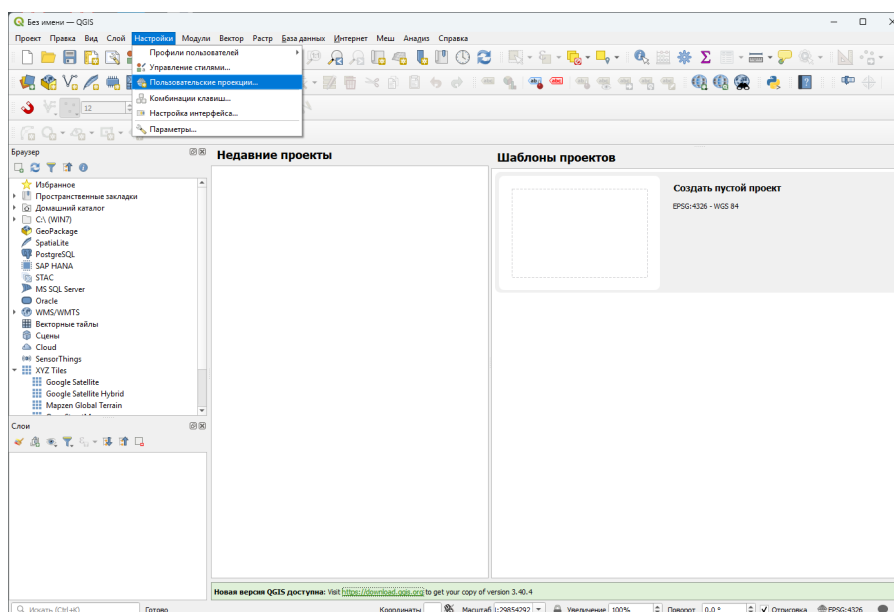 Без имени — QGIS
Проект Правка Вид Слой Настройки Модули Вектор Растр База данных Интернет Меш Анализ Справка
Профили пользователей
Управление стилями...
Пользовательские проекции...
Комбинации клавиш...
Настройка интерфейса...
Параметры...
12
Браузер
Избранное
Пространственные закладки
Домашний каталог
C:\ (WIN7)
GeoPackage
SpatiaLite
PostgreSQL
SAP HANA
STAC
MS SQL Server
Oracle
WMS/WMTS
Векторные тайлы
Сцены
Cloud
SensorThings
XYZ Tiles
Google Satellite
Google Satellite Hybrid
Mapzen Global Terrain
Слои
Недавние проекты
Шаблоны проектов
Создать пустой проект
EPSG:4326 - WGS 84
Новая версия QGIS доступна: Visit https://download.qgis.org to get your copy of version 3.40.4
Искать (Ctrl+K) Готово Координаты Масштаб 1:29854292 Увеличение 100% Поворот 0,0 ° Отрисовка EPSG:4326